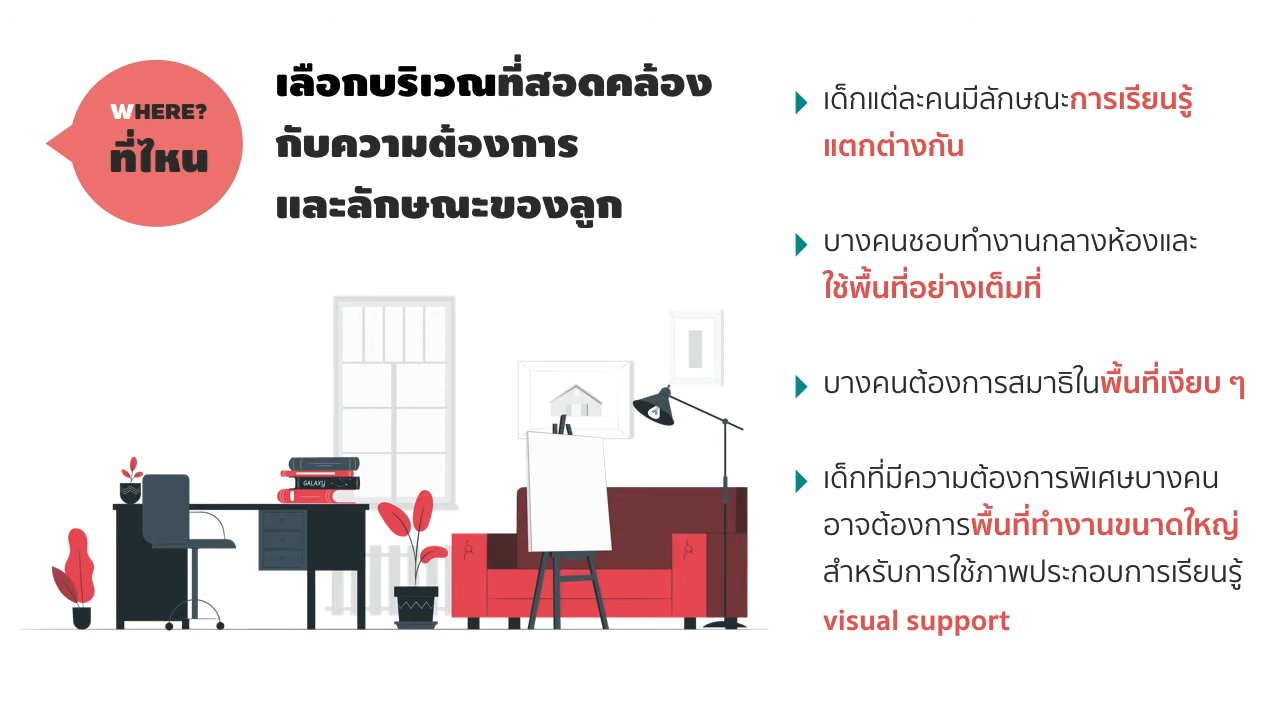 WHERE?
ที่ไหน
เลือกบริเวณที่สอดคล้อง
กับความต้องการ
และลักษณะของลูก
เด็กแต่ละคนมีลักษณะการเรียนรู้
แตกต่างกัน
บางคนชอบทำงานกลางห้องและ
ใช้พื้นที่อย่างเต็มที่
บางคนต้องการสมาธิในพื้นที่เงียบ ๆ
เด็กที่มีความต้องการพิเศษบางคน
อาจต้องการพื้นที่ทำงานขนาดใหญ่
สำหรับการใช้ภาพประกอบการเรียนรู้
visual support
GALAXY